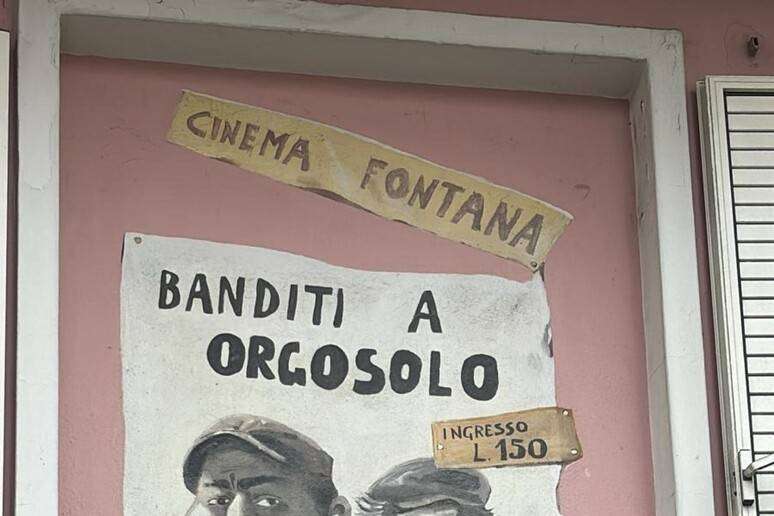 CINEMA FONTANA
BANDITI A
ORGOSOLO
INGRESSO
L.150